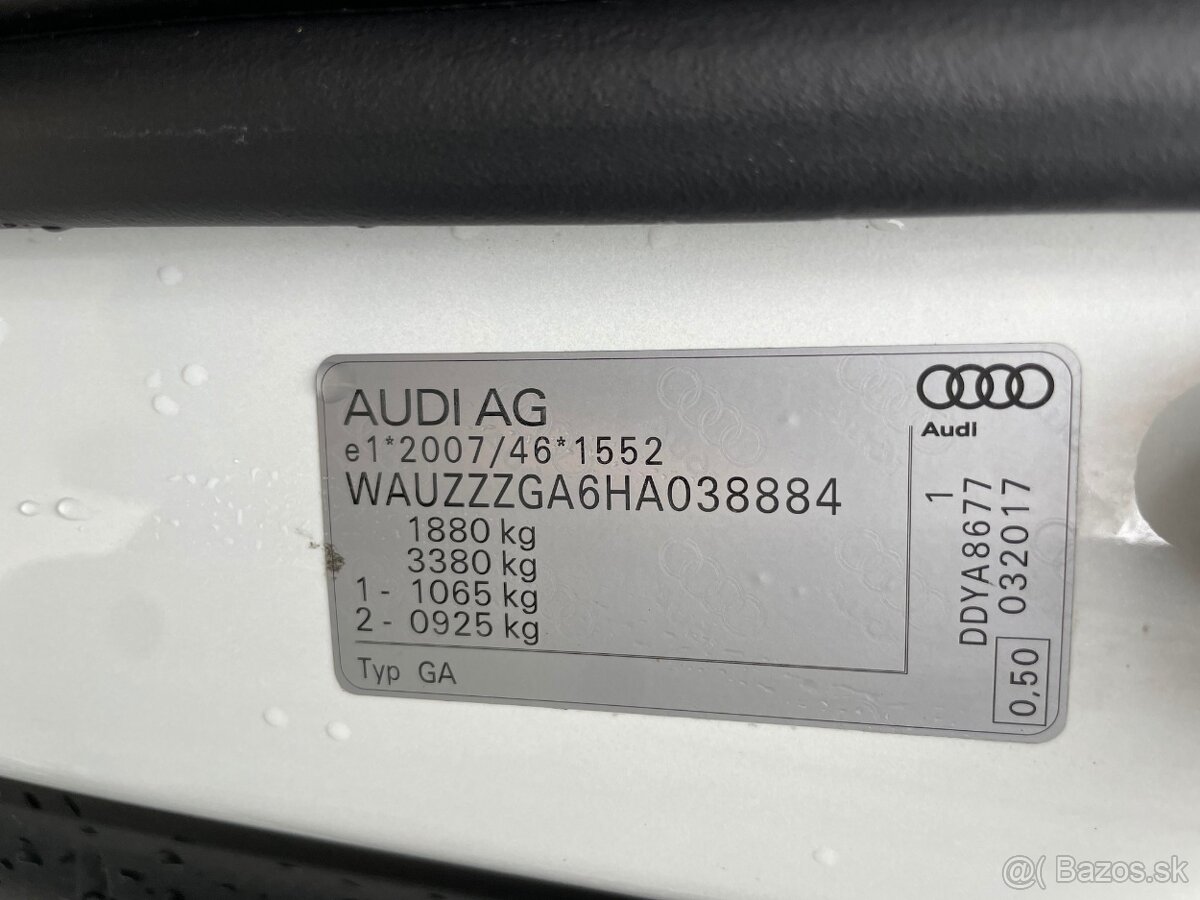 AUDI AG
e1*2007/46*1552
WAUZZZGA6HA038884
1880 kg
3380 kg
1 - 1065 kg
2 - 0925 kg
Typ GA
Audi
1
DDYA8677
032017
0,50
@( Bazos.sk